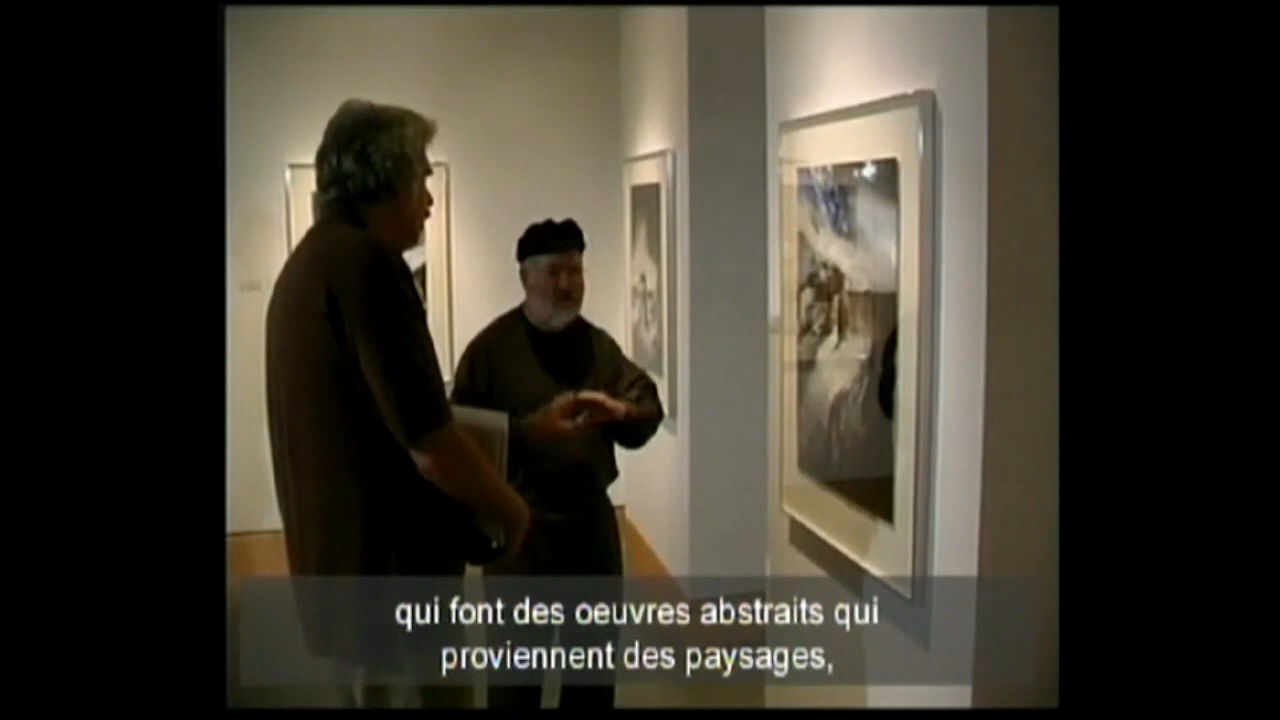 qui font des oeuvres abstraits qui
proviennent des paysages,